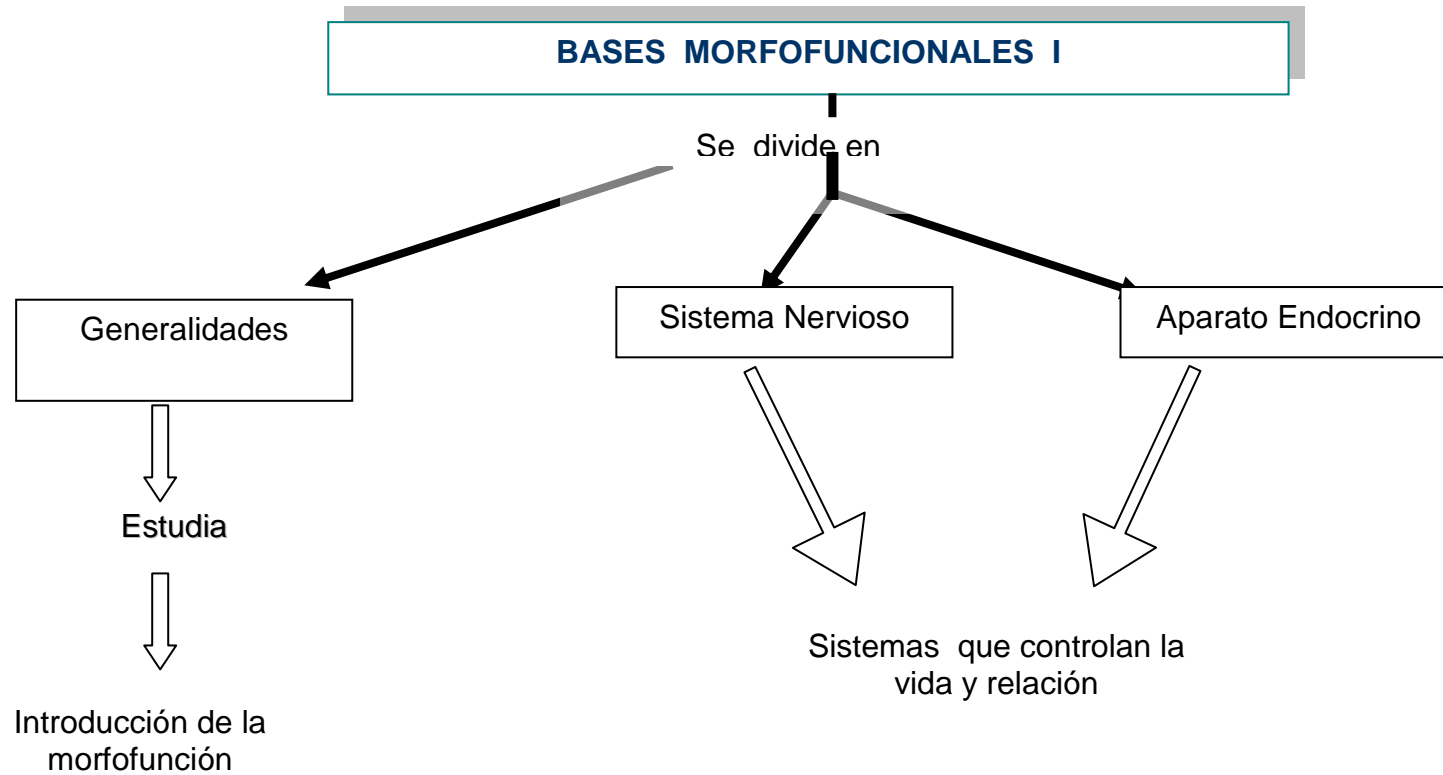 BASES MORFOFUNCIONALES I
Se divide en
Generalidades
Sistema Nervioso
Aparato Endocrino
Estudia
Sistemas que controlan la
vida y relación
Introducción de la
morfofunción